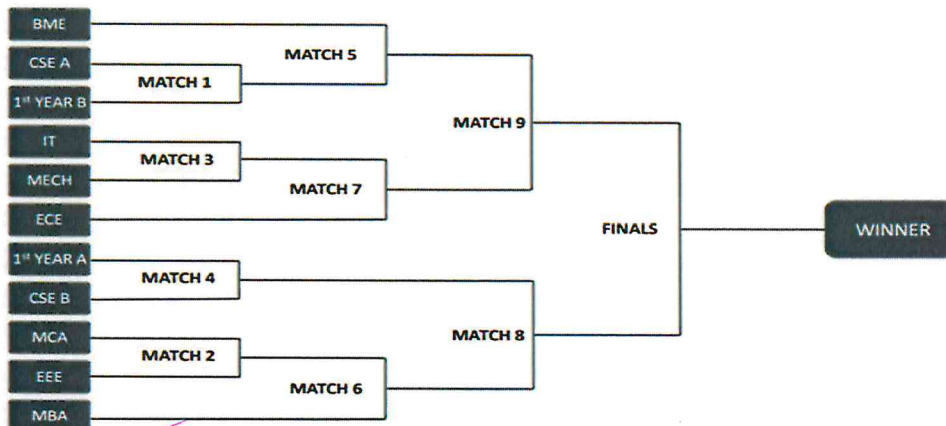 BME
CSE A
1st YEAR B
IT
MECH
ECE
1st YEAR A
CSE B
MCA
EEE
MBA
MATCH 1
MATCH 3
MATCH 4
MATCH 2
MATCH 5
MATCH 7
MATCH 6
MATCH 9
MATCH 8
FINALS
WINNER